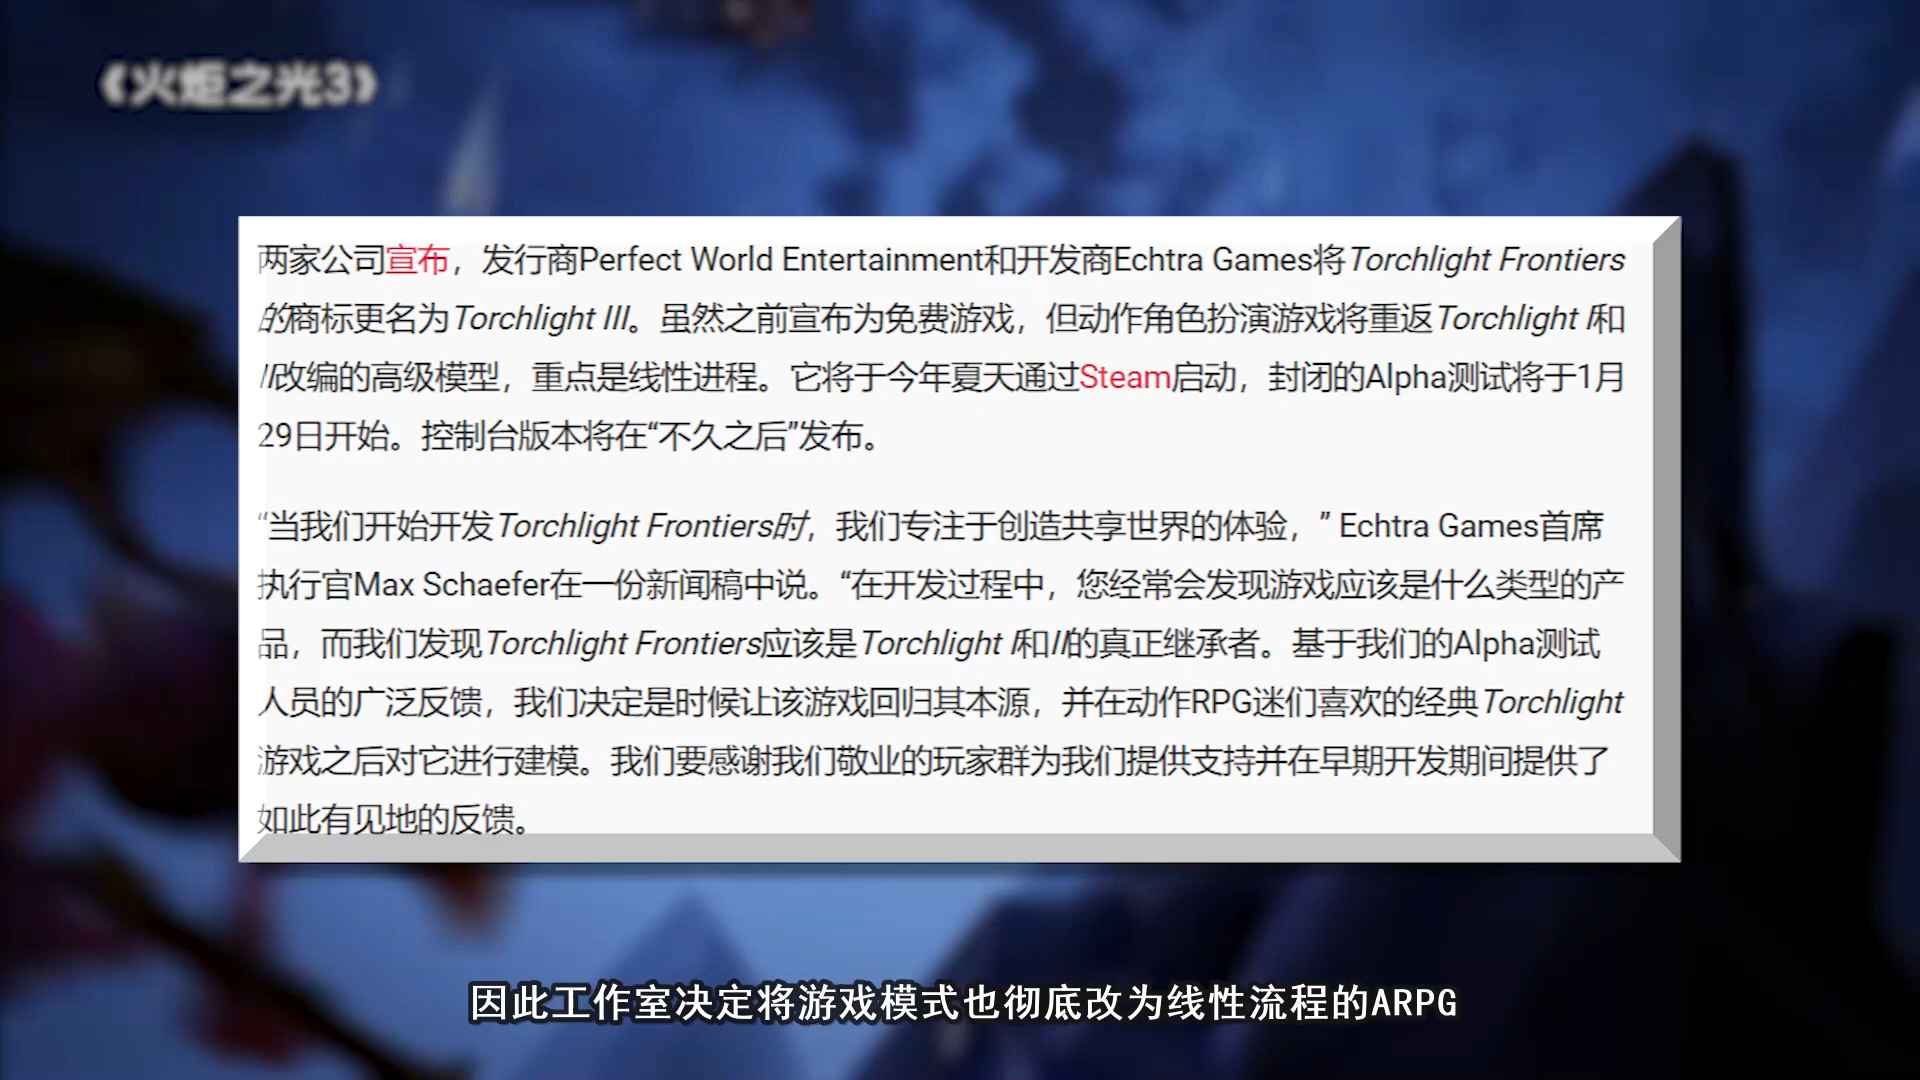 《火炬之光3》
两家公司宣布，发行商Perfect World Entertainment和开发商Echtra Games将Torchlight Frontiers
的商标更名为Torchlight III。虽然之前宣布为免费游戏，但动作角色扮演游戏将重返Torchlight I和
II改编的高级模型，重点是线性进程。它将于今年夏天通过Steam启动，封闭的Alpha测试将于1月
29日开始。控制台版本将在“不久之后”发布。
“当我们开始开发Torchlight Frontiers时，我们专注于创造共享世界的体验，” Echtra Games首席
执行官Max Schaefer在一份新闻稿中说。“在开发过程中，您经常会发现游戏应该是什么类型的产
品，而我们发现Torchlight Frontiers应该是Torchlight I和II的真正继承者。基于我们的Alpha测试
人员的广泛反馈，我们决定是时候让该游戏回归其本源，并在动作RPG迷们喜欢的经典Torchlight
游戏之后对它进行建模。我们要感谢我们敬业的玩家群为我们提供支持并在早期开发期间提供了
如此有见地的反馈。
因此工作室决定将游戏模式也彻底改为线性流程的ARPG